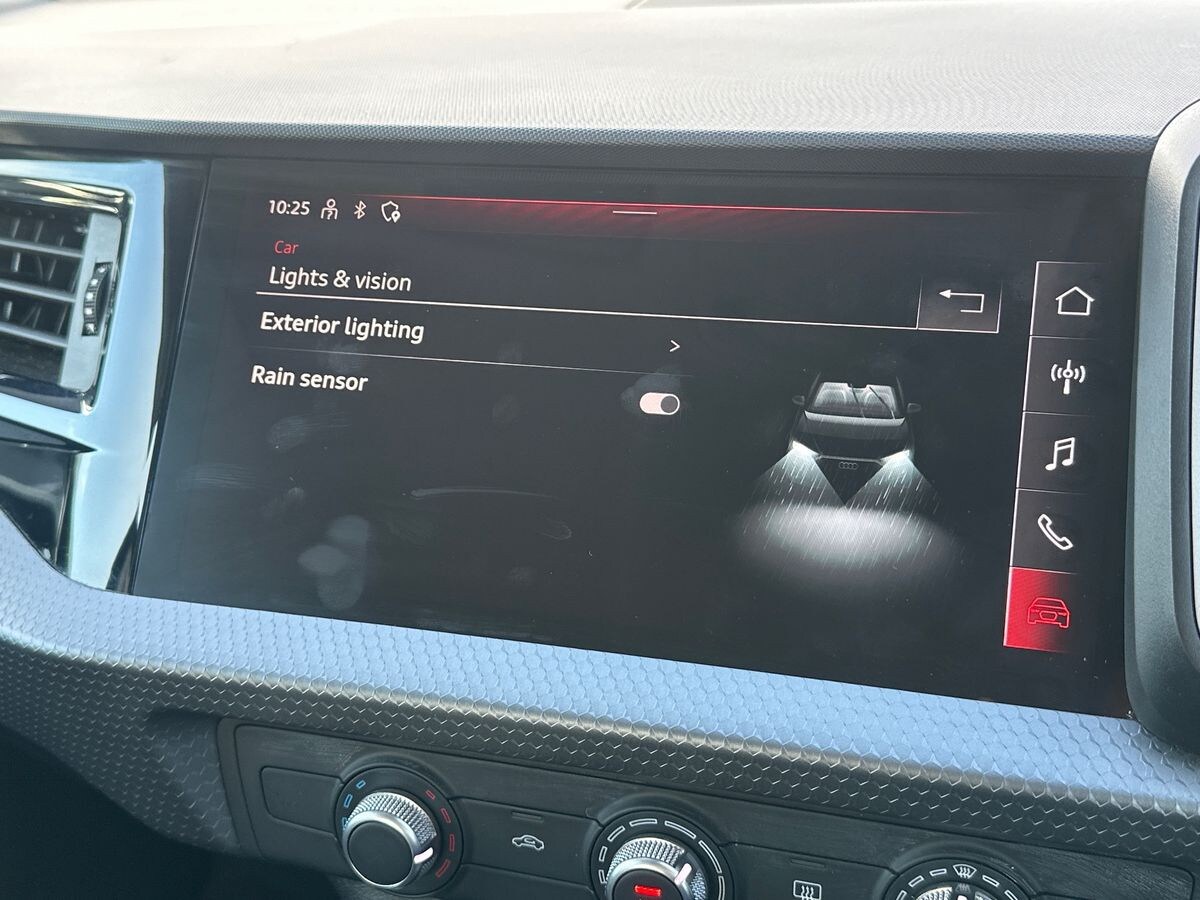 10:25
Car
Lights & vision
Exterior lighting
Rain sensor